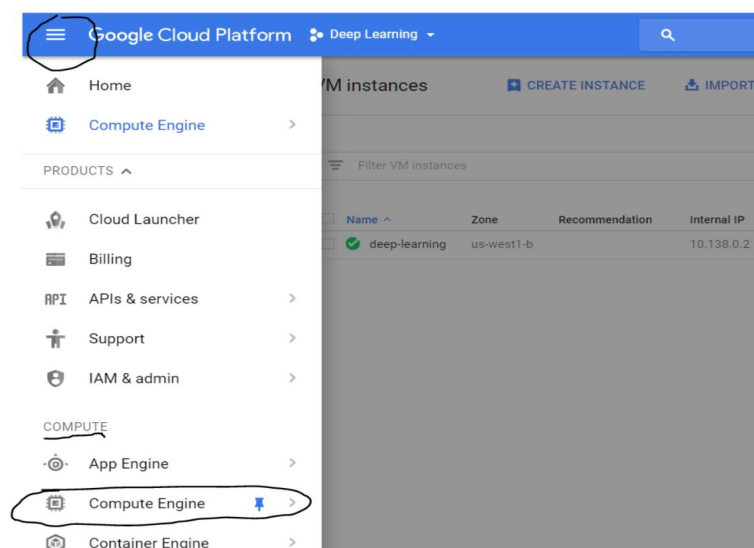 Google Cloud Platform Deep Learning
Home VM instances CREATE INSTANCE IMPORT
Compute Engine
PRODUCTS Filter VM instances
Cloud Launcher Name Zone Recommendation Internal IP
deep-learning us-west1-b 10.138.0.2
Billing
API APIs & services
Support
IAM & admin
COMPUTE
App Engine
Compute Engine
Container Engine